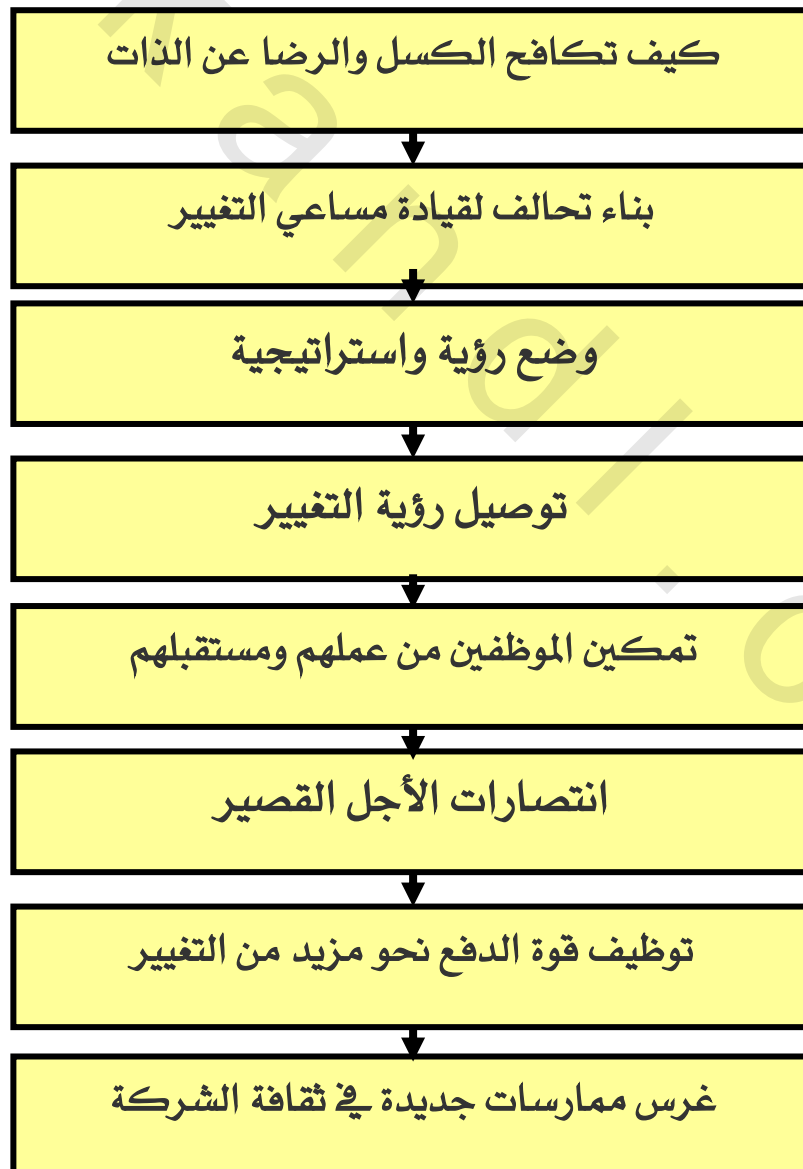 كيف تكافح الكسل والرضا عن الذات
بناء تحالف لقيادة مساعي التغيير
وضع رؤية واستراتيجية
توصيل رؤية التغيير
تمكين الموظفين من عملهم ومستقبلهم
انتصارات الأجل القصير
توظيف قوة الدفع نحو مزيد من التغيير
غرس ممارسات جديدة في ثقافة الشركة